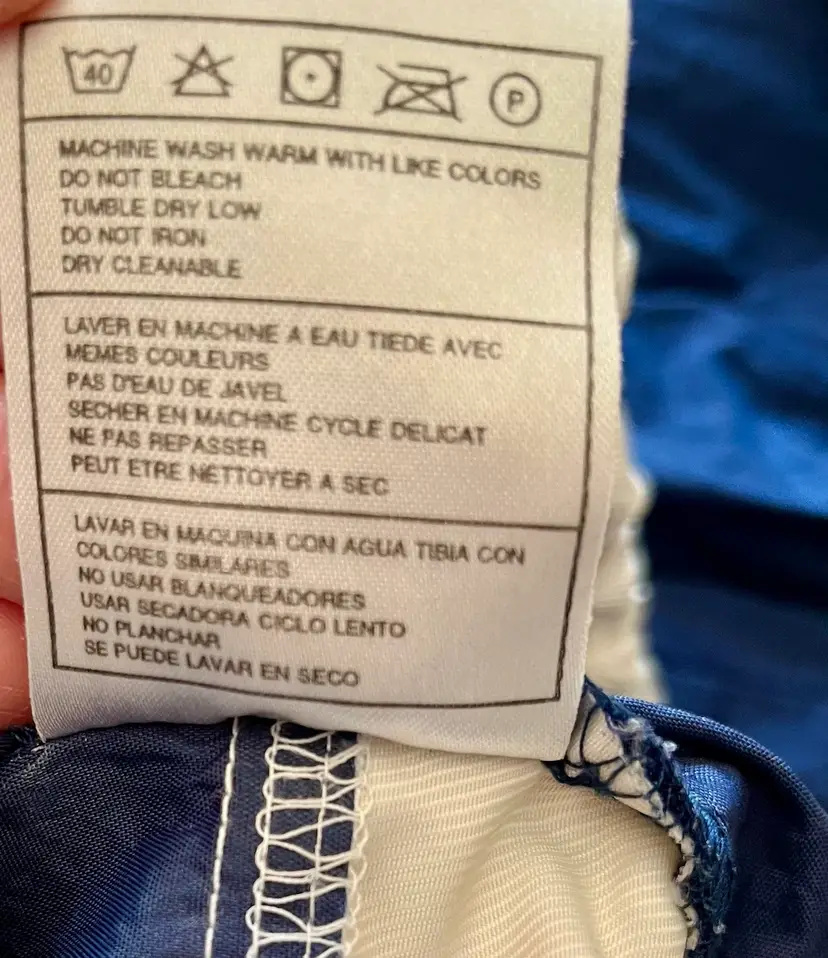 40 P
MACHINE WASH WARM WITH LIKE COLORS
DO NOT BLEACH
TUMBLE DRY LOW
DO NOT IRON
DRY CLEANABLE
LAVER EN MACHINE A EAU TIEDE AVEC
MEMES COULEURS
PAS D'EAU DE JAVEL
SECHER EN MACHINE CYCLE DELICAT
NE PAS REPASSER
PEUT ETRE NETTOYER A SEC
LAVAR EN MAQUINA CON AGUA TIBIA CON
COLORES SIMILARES
NO USAR BLANQUEADORES
USAR SECADORA CICLO LENTO
NO PLANCHAR
SE PUEDE LAVAR EN SECO